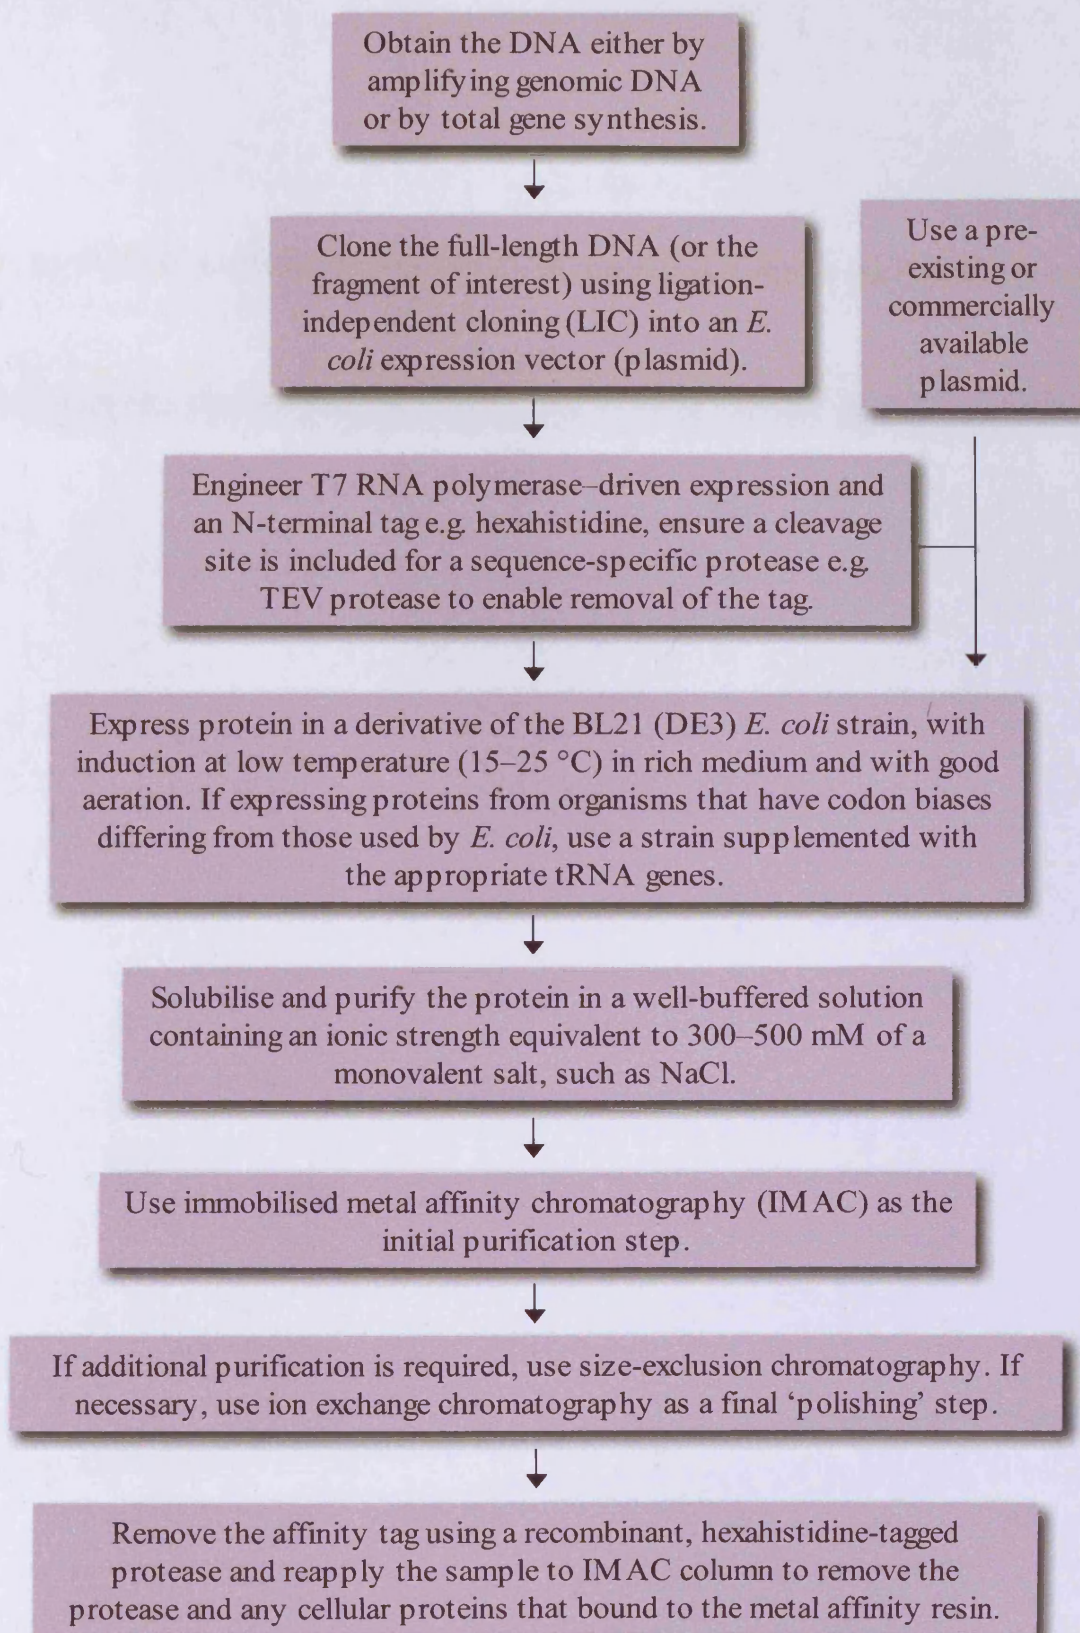 Obtain the DNA either by
amplifying genomic DNA
or by total gene synthesis.
Clone the full-length DNA (or the
fragment of interest) using ligation-
independent cloning (LIC) into an E.
coli expression vector (plasmid).
Use a pre-
existing or
commercially
available
plasmid.
Engineer T7 RNA polymerase–driven expression and
an N-terminal tag e.g. hexahistidine, ensure a cleavage
site is included for a sequence-specific protease e.g.
TEV protease to enable removal of the tag.
Express protein in a derivative of the BL21 (DE3) E. coli strain, with
induction at low temperature (15–25 °C) in rich medium and with good
aeration. If expressing proteins from organisms that have codon biases
differing from those used by E. coli, use a strain supplemented with
the appropriate tRNA genes.
Solubilise and purify the protein in a well-buffered solution
containing an ionic strength equivalent to 300–500 mM of a
monovalent salt, such as NaCl.
Use immobilised metal affinity chromatography (IMAC) as the
initial purification step.
If additional purification is required, use size-exclusion chromatography. If
necessary, use ion exchange chromatography as a final ‘polishing’ step.
Remove the affinity tag using a recombinant, hexahistidine-tagged
protease and reapply the sample to IMAC column to remove the
protease and any cellular proteins that bound to the metal affinity resin.